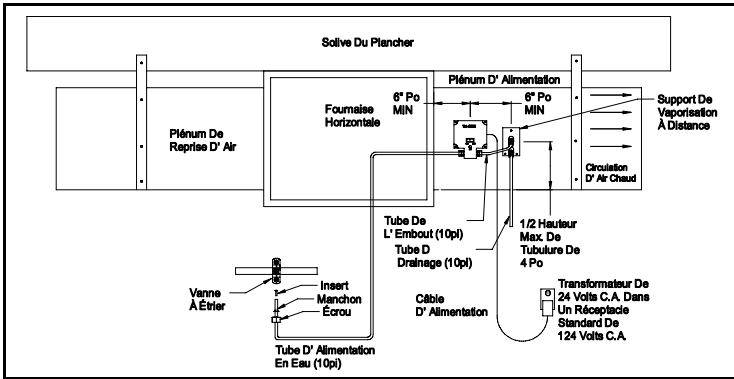 Solive Du Plancher
Plénum D' Alimentation
6" Po
MIN
6" Po
MIN
Fournaise
Horizontale
Support De
Vaporisation
À Distance
Plénum De
Reprise D' Air
Circulation
D' Air Chaud
Tube De
L' Embout (10pi)
Tube D
Drainage (10pi)
1/2 Hauteur
Max. De
Tubulure De
4 Po
Vanne
À Étrier
Insert
Manchon
Écrou
Câble
D' Alimentation
Transformateur De
24 Volts C.A. Dans
Un Réceptacle
Standard De
124 Volts C.A.
Tube D' Alimentation
En Eau (10pi)